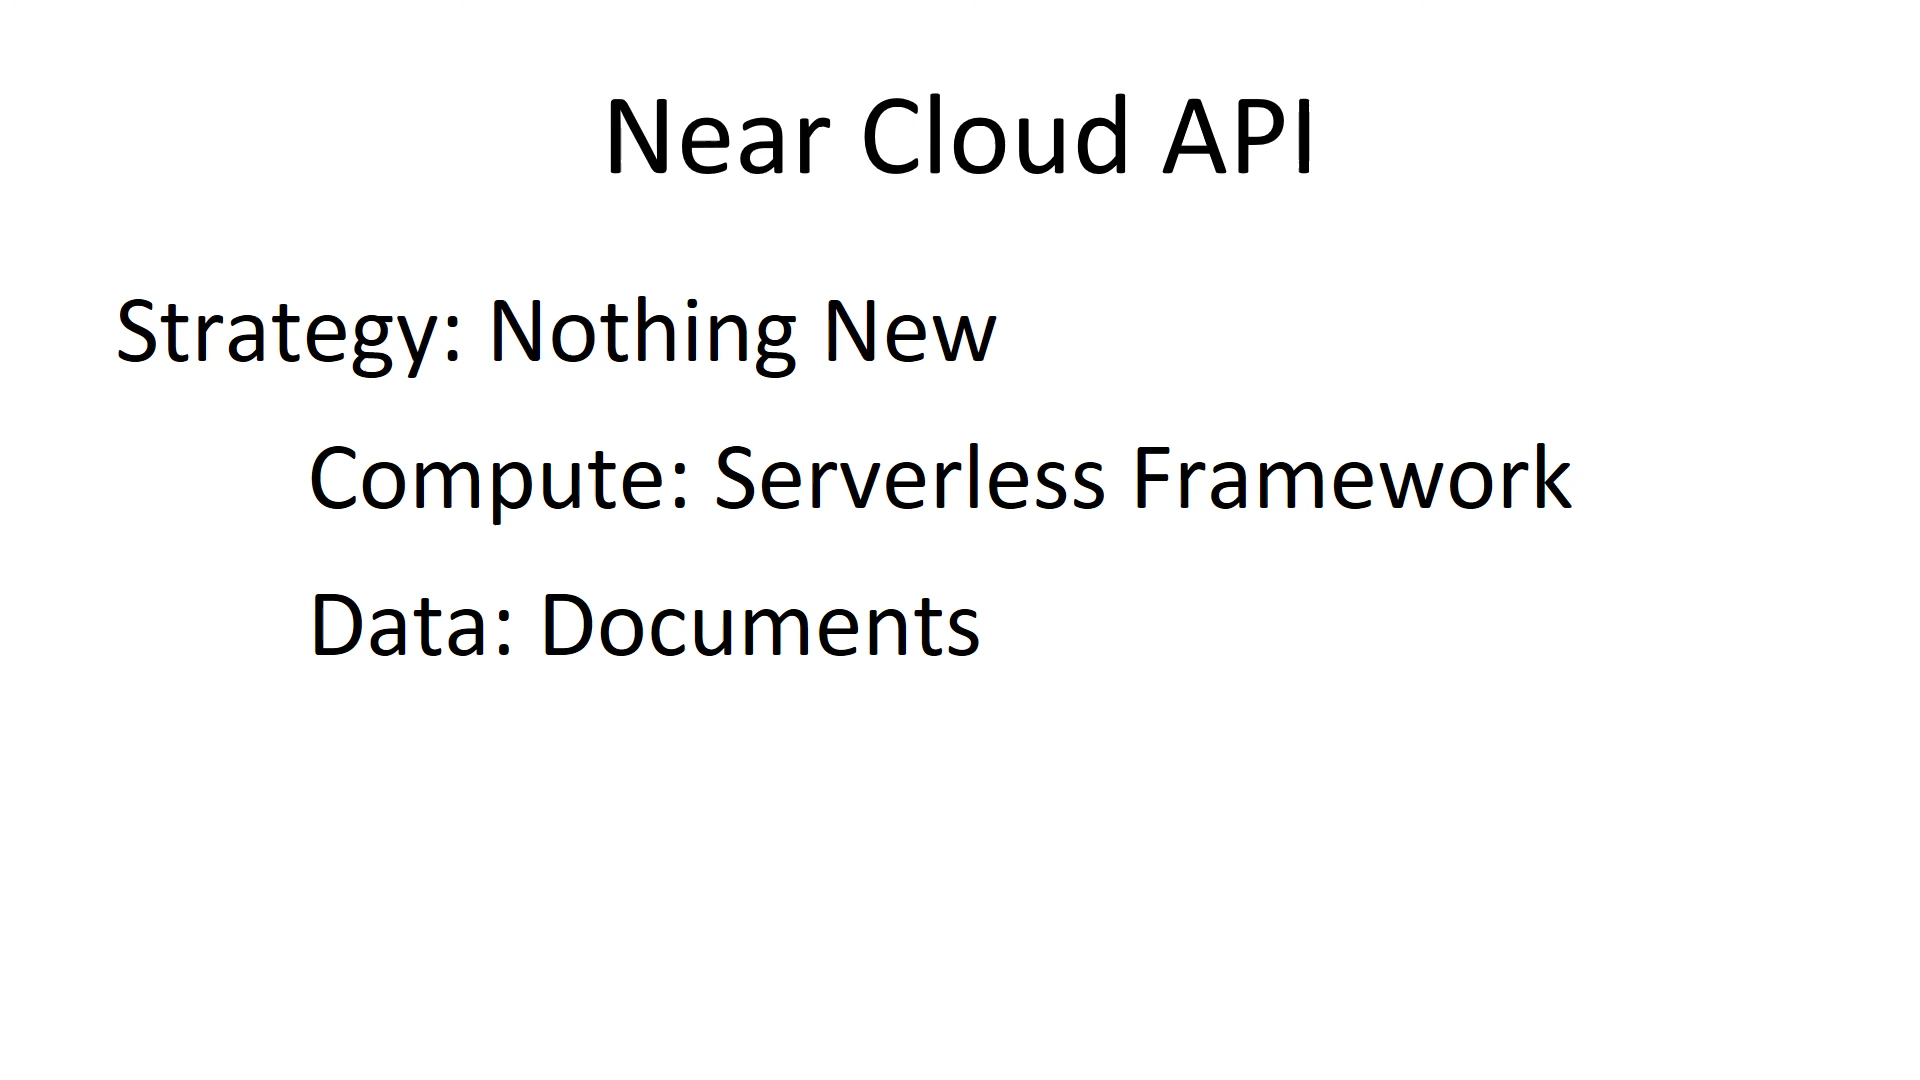 Near Cloud API
Strategy: Nothing New
Compute: Serverless Framework
Data: Documents